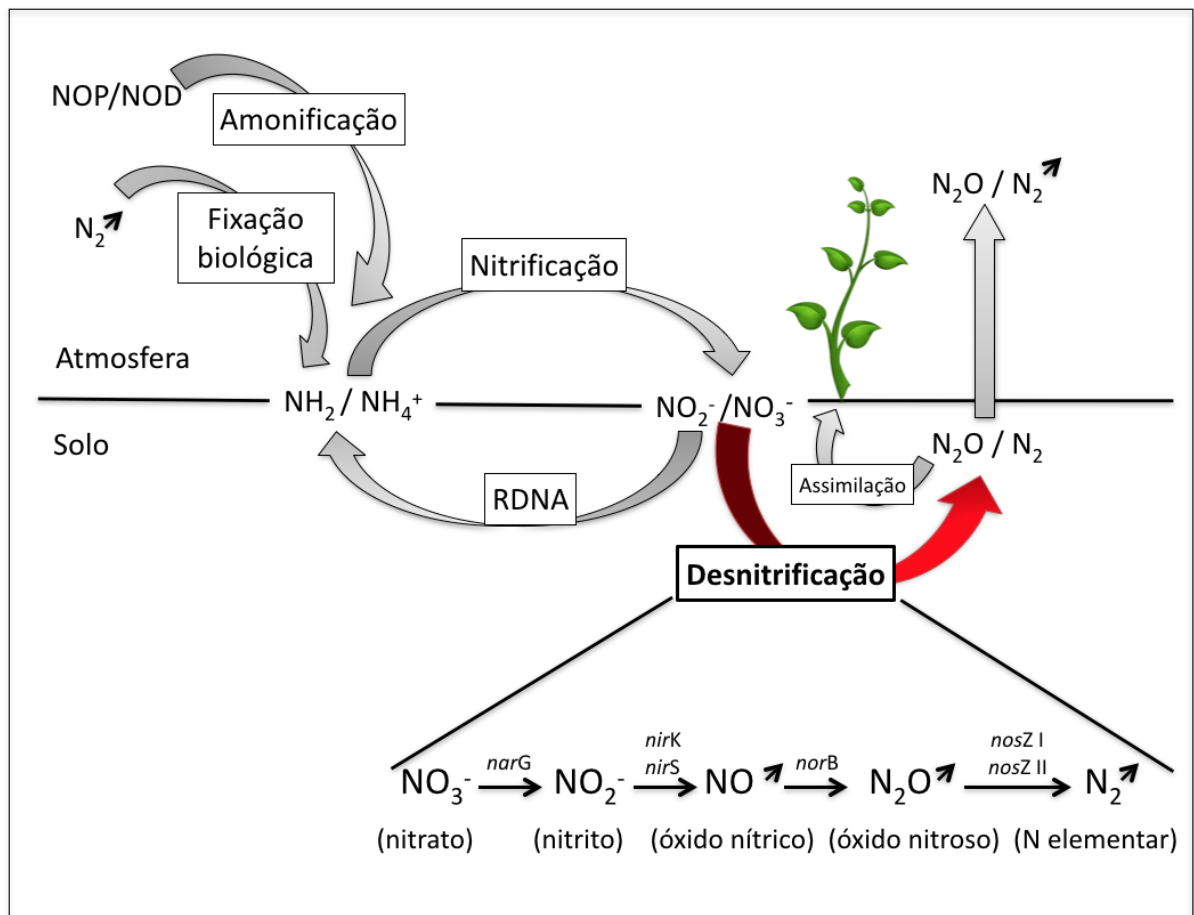 NOP/NOD
Amonificação
N₂
Fixação
biológica
Nitrificação
N₂O / N₂
Atmosfera
NH₂ / NH₄⁺
NO₂⁻ /NO₃⁻
Solo
N₂O / N₂
RDNA
Assimilação
Desnitrificação
nirK
nirS
nosZ I
nosZ II
NO₃⁻ narG NO₂⁻ NO norB N₂O N₂
(nitrato) (nitrito) (óxido nítrico) (óxido nitroso) (N elementar)